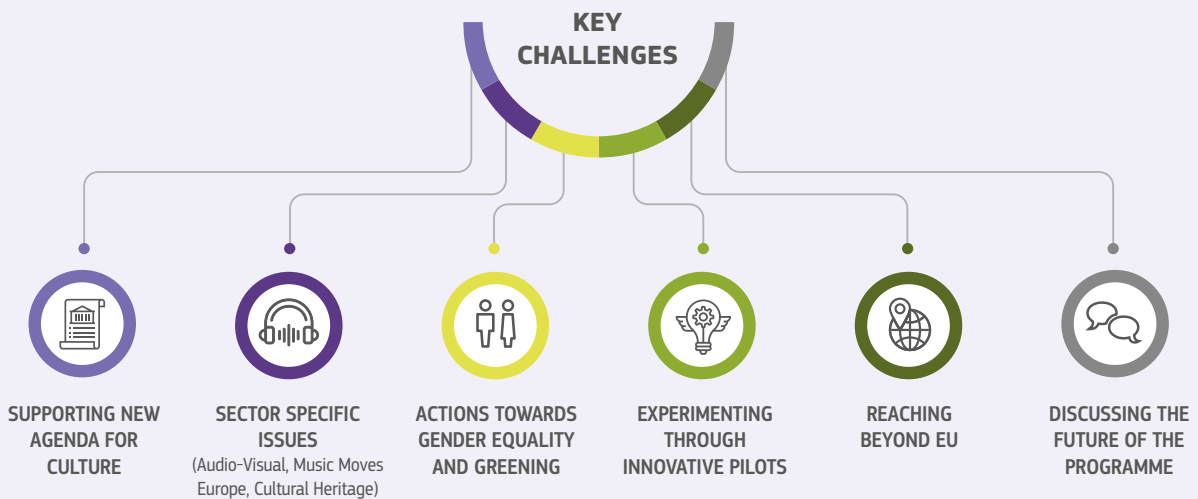 KEY
CHALLENGES
SUPPORTING NEW
AGENDA FOR
CULTURE
SECTOR SPECIFIC
ISSUES
(Audio-Visual, Music Moves
Europe, Cultural Heritage)
ACTIONS TOWARDS
GENDER EQUALITY
AND GREENING
EXPERIMENTING
THROUGH
INNOVATIVE PILOTS
REACHING
BEYOND EU
DISCUSSING THE
FUTURE OF THE
PROGRAMME